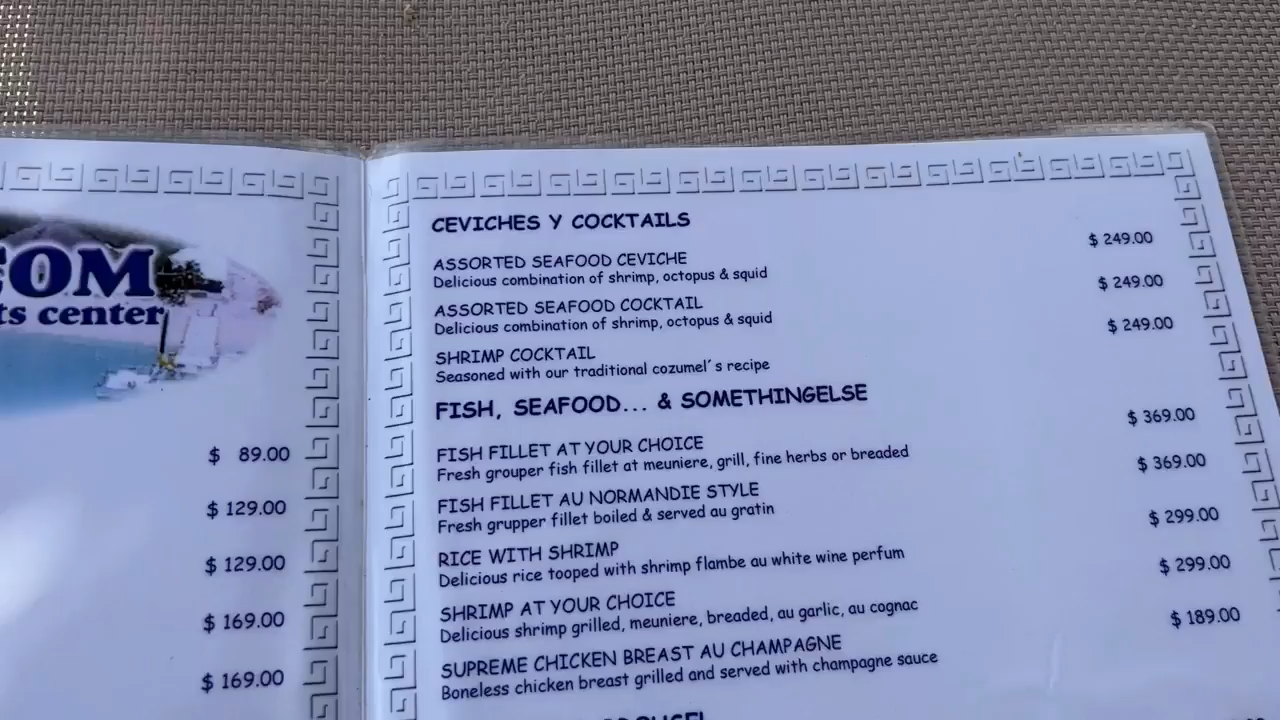 COM
ts center
$ 89.00
$ 129.00
$ 129.00
$ 169.00
$ 169.00
CEVICHES Y COCKTAILS
ASSORTED SEAFOOD CEVICHE $ 249.00
Delicious combination of shrimp, octopus & squid
ASSORTED SEAFOOD COCKTAIL $ 249.00
Delicious combination of shrimp, octopus & squid
SHRIMP COCKTAIL $ 249.00
Seasoned with our traditional cozumel´s recipe
FISH, SEAFOOD... & SOMETHINGELSE
FISH FILLET AT YOUR CHOICE $ 369.00
Fresh grouper fish fillet at meuniere, grill, fine herbs or breaded
FISH FILLET AU NORMANDIE STYLE $ 369.00
Fresh grupper fillet boiled & served au gratin
RICE WITH SHRIMP $ 299.00
Delicious rice tooped with shrimp flambe au white wine perfum
SHRIMP AT YOUR CHOICE $ 299.00
Delicious shrimp grilled, meuniere, breaded, au garlic, au cognac
SUPREME CHICKEN BREAST AU CHAMPAGNE $ 189.00
Boneless chicken breast grilled and served with champagne sauce